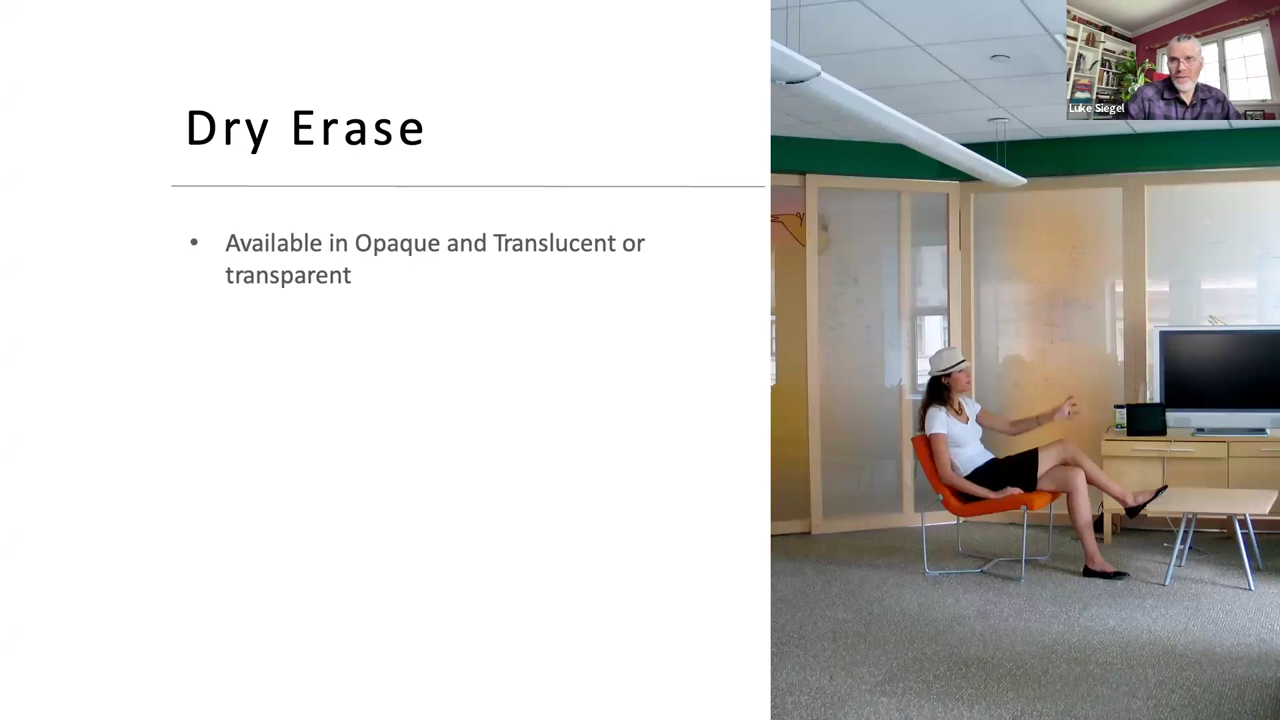 Dry Erase
• Available in Opaque and Translucent or
transparent
Luke Siegel